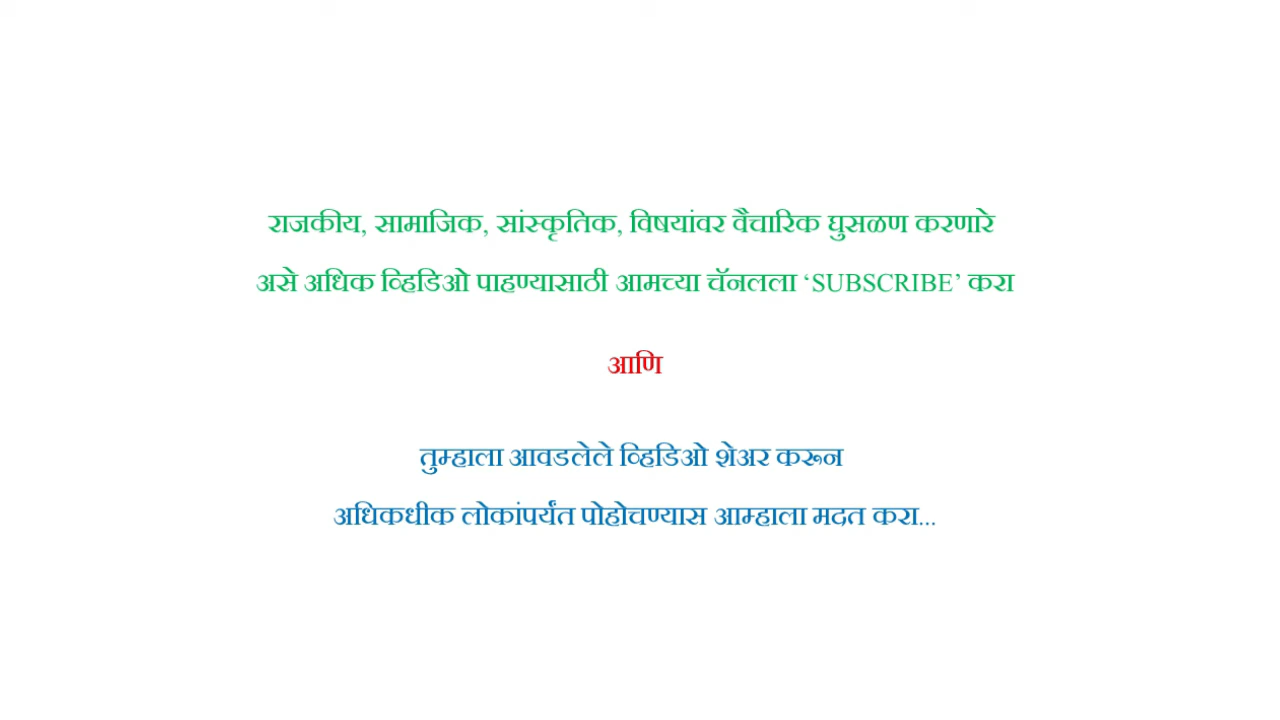 राजकीय, सामाजिक, सांस्कृतिक, विषयांवर वैचारिक घुसळण करणारे
असे अधिक व्हिडिओ पाहण्यासाठी आमच्या चॅनलला ‘SUBSCRIBE’ करा
आणि
तुम्हाला आवडलेले व्हिडिओ शेअर करून
अधिकधीक लोकांपर्यंत पोहोचण्यास आम्हाला मदत करा...